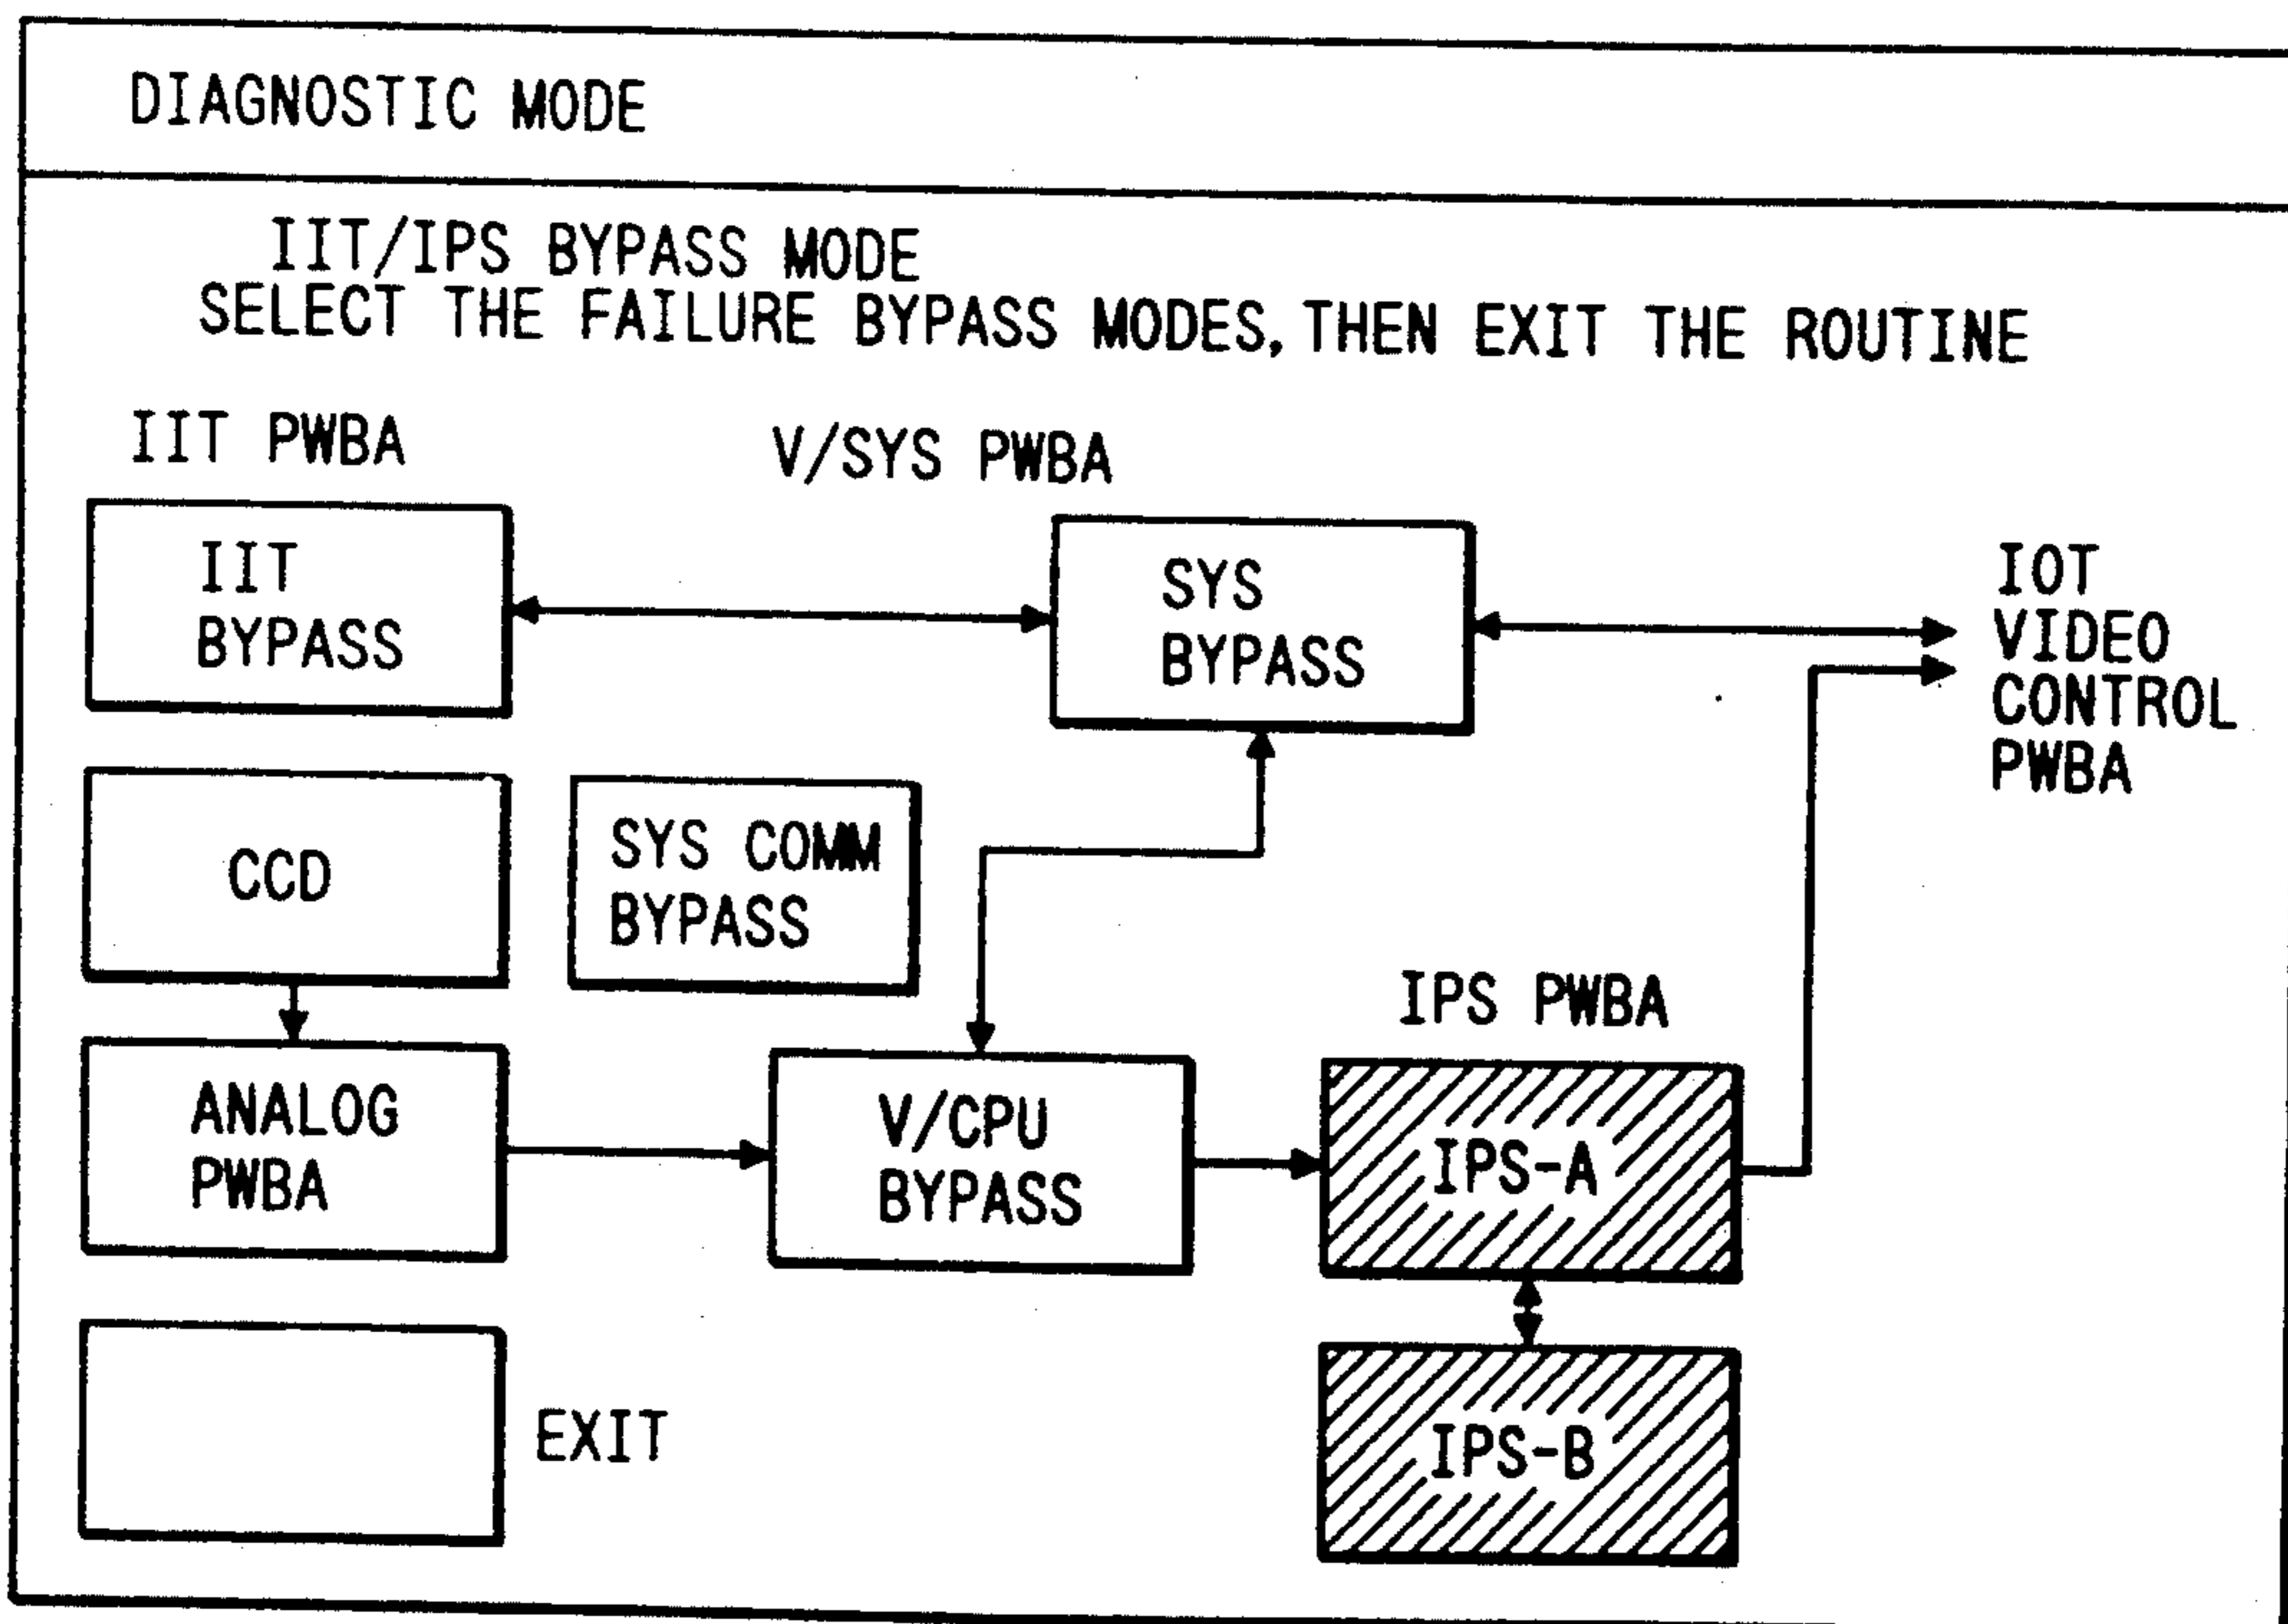 DIAGNOSTIC MODE
IIT/IPS BYPASS MODE
SELECT THE FAILURE BYPASS MODES, THEN EXIT THE ROUTINE
IIT PWBA
V/SYS PWBA
IIT
BYPASS
SYS
BYPASS
IOT
VIDEO
CONTROL
PWBA
CCD
SYS COMM
BYPASS
IPS PWBA
ANALOG
PWBA
V/CPU
BYPASS
IPS-A
EXIT
IPS-B